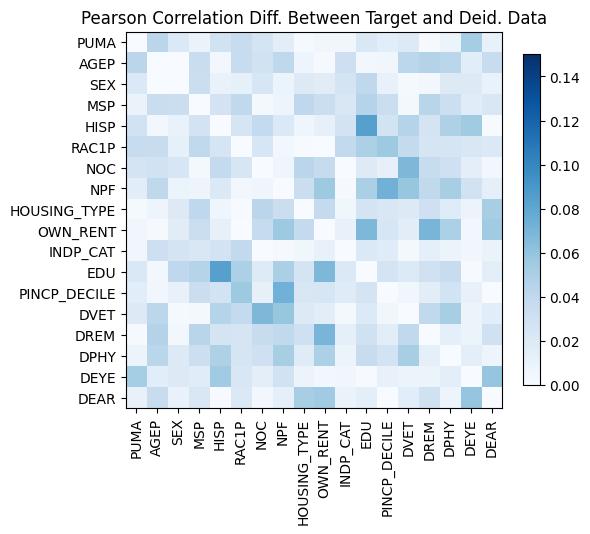 Pearson Correlation Diff. Between Target and Deid. Data
PUMA
AGEP
SEX
MSP
HISP
RAC1P
NOC
NPF
HOUSING_TYPE
OWN_RENT
INDP_CAT
EDU
PINCP_DECILE
DVET
DREM
DPHY
DEYE
DEAR
PUMA
AGEP
SEX
MSP
HISP
RAC1P
NOC
NPF
HOUSING_TYPE
OWN_RENT
INDP_CAT
EDU
PINCP_DECILE
DVET
DREM
DPHY
DEYE
DEAR
0.14
0.12
0.10
0.08
0.06
0.04
0.02
0.00